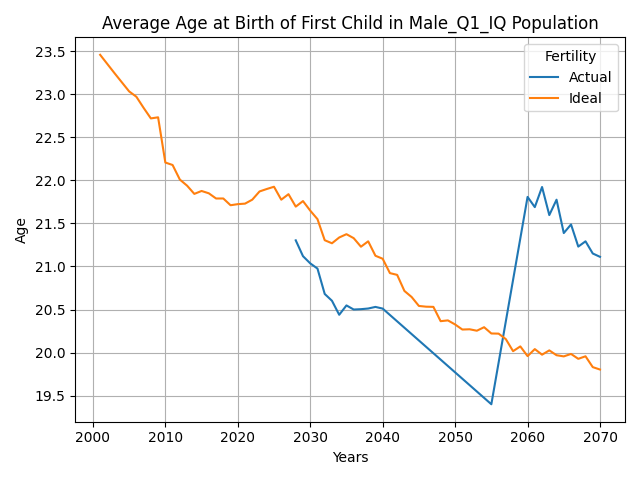 Average Age at Birth of First Child in Male_Q1_IQ Population
Fertility
Actual
Ideal
Age
23.5
23.0
22.5
22.0
21.5
21.0
20.5
20.0
19.5
2000 2010 2020 2030 2040 2050 2060 2070
Years